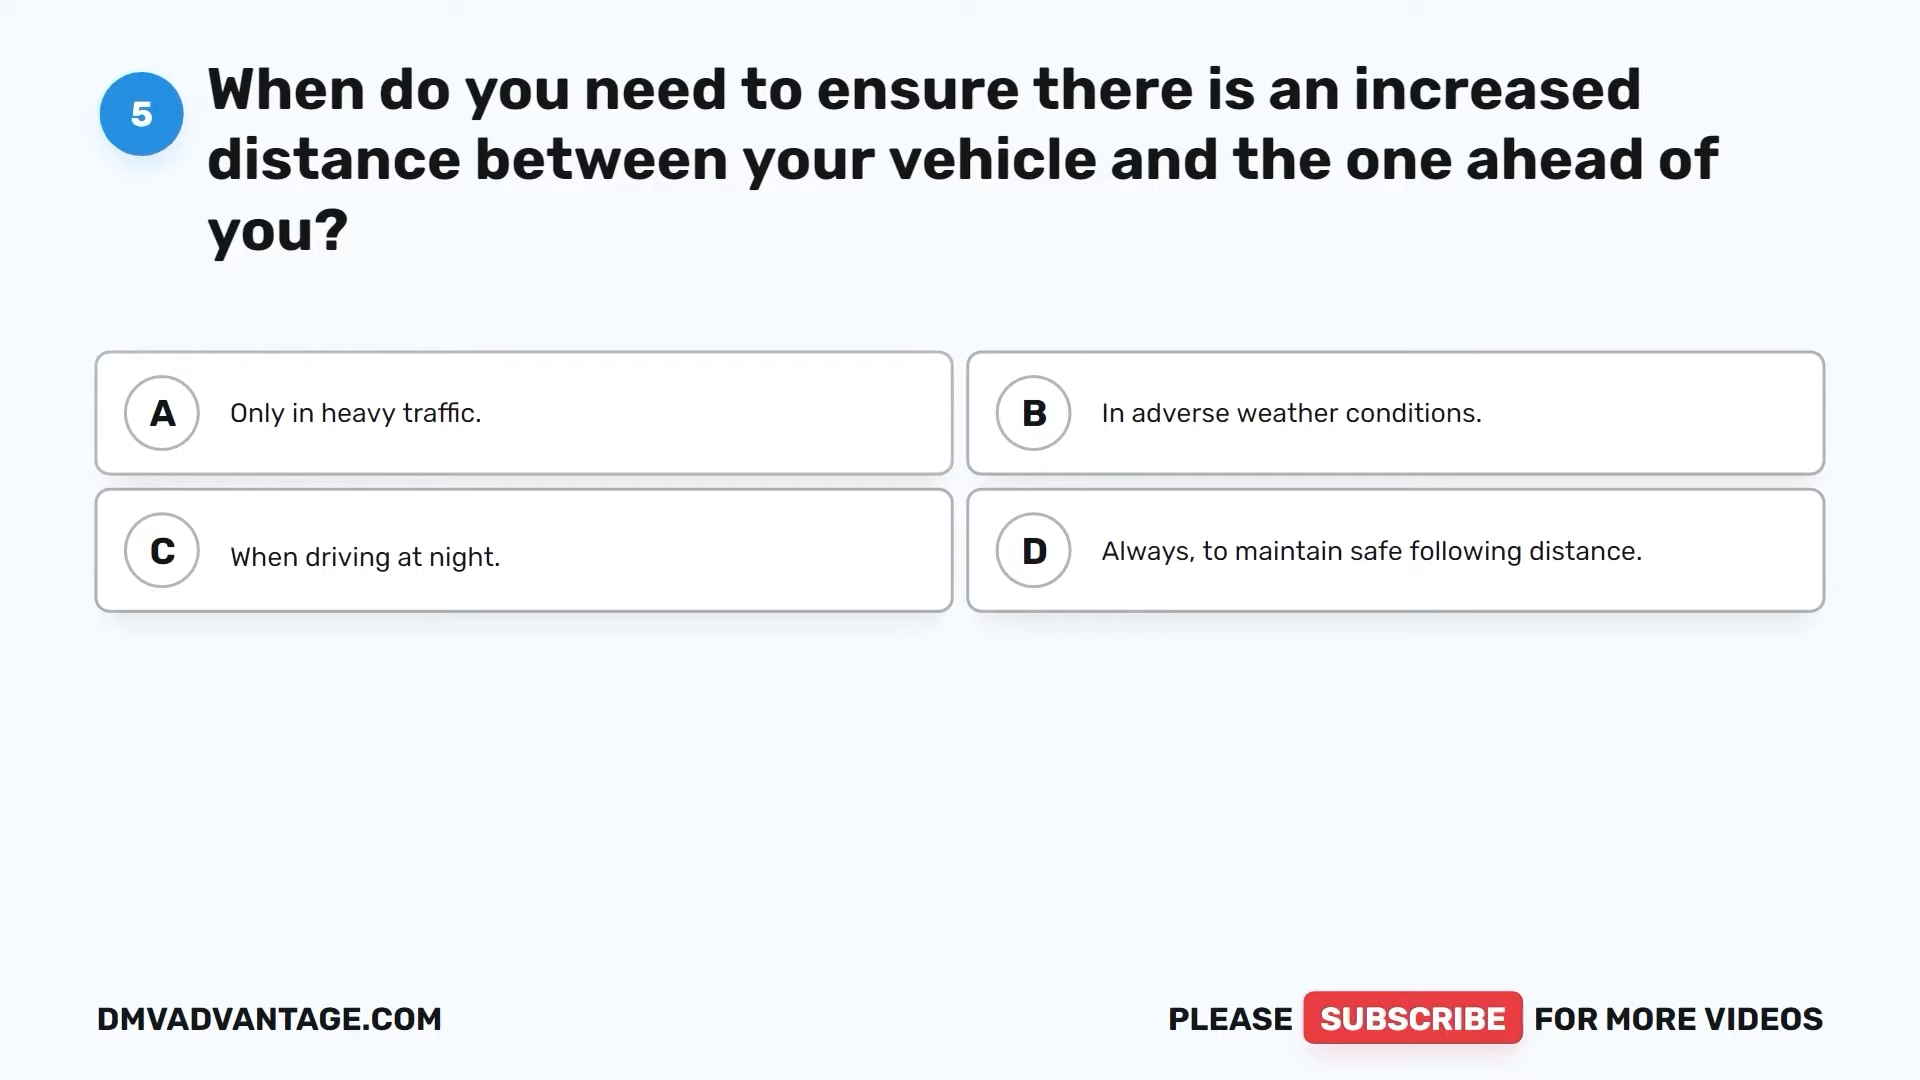 5
When do you need to ensure there is an increased
distance between your vehicle and the one ahead of
you?
A Only in heavy traffic.
B In adverse weather conditions.
C When driving at night.
D Always, to maintain safe following distance.
DMVADVANTAGE.COM
PLEASE SUBSCRIBE FOR MORE VIDEOS